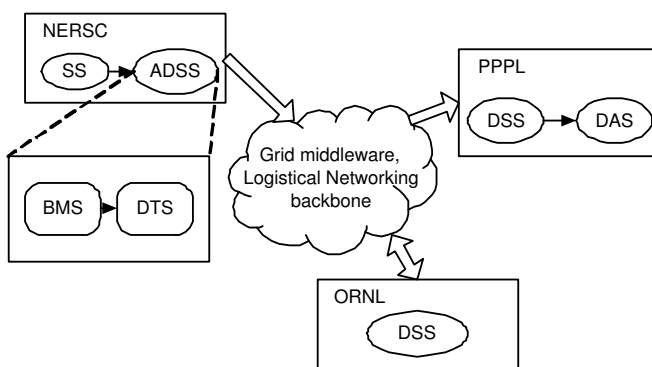 NERSC
SS
ADSS
BMS
DTS
Grid middleware,
Logistical Networking
backbone
PPPL
DSS
DAS
ORNL
DSS